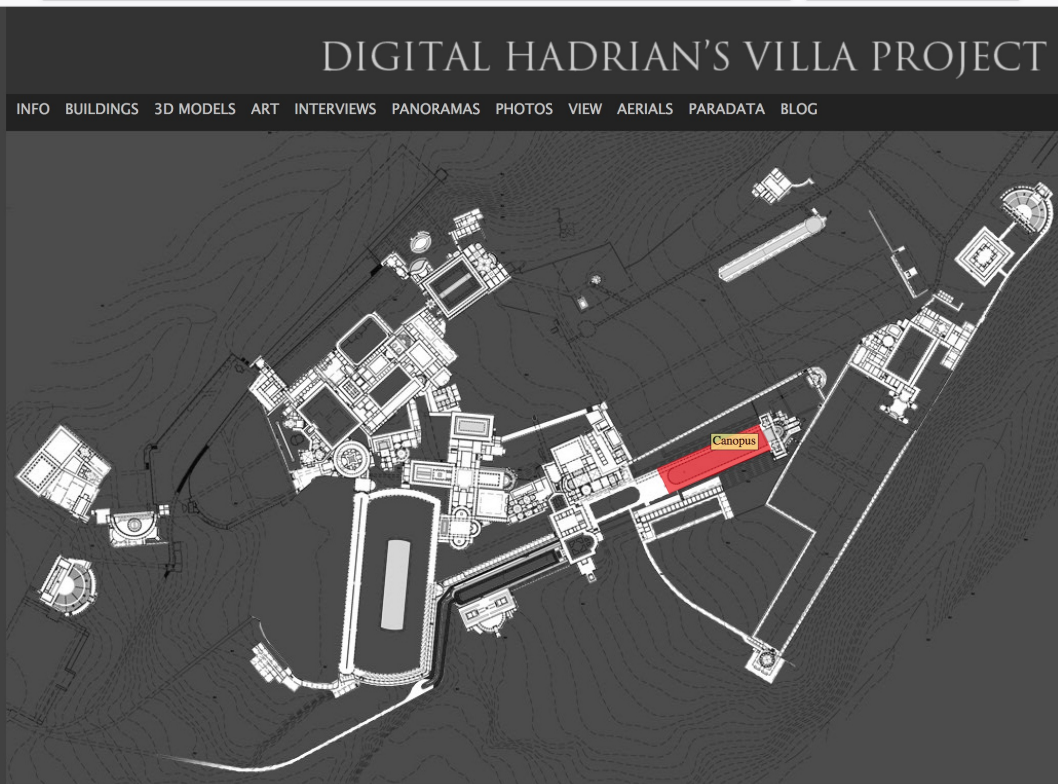 DIGITAL HADRIAN'S VILLA PROJECT
INFO BUILDINGS 3D MODELS ART INTERVIEWS PANORAMAS PHOTOS VIEW AERIALS PARADATA BLOG
Canopus